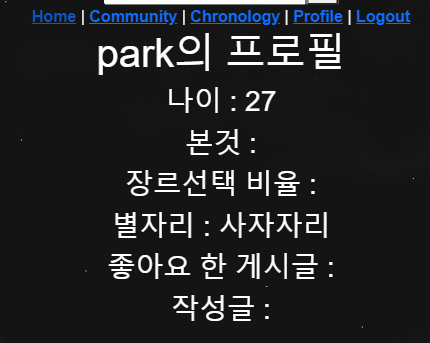 Home | Community | Chronology | Profile | Logout
park의 프로필
나이 : 27
본것 :
장르선택 비율 :
별자리 : 사자자리
좋아요 한 게시글 :
작성글 :